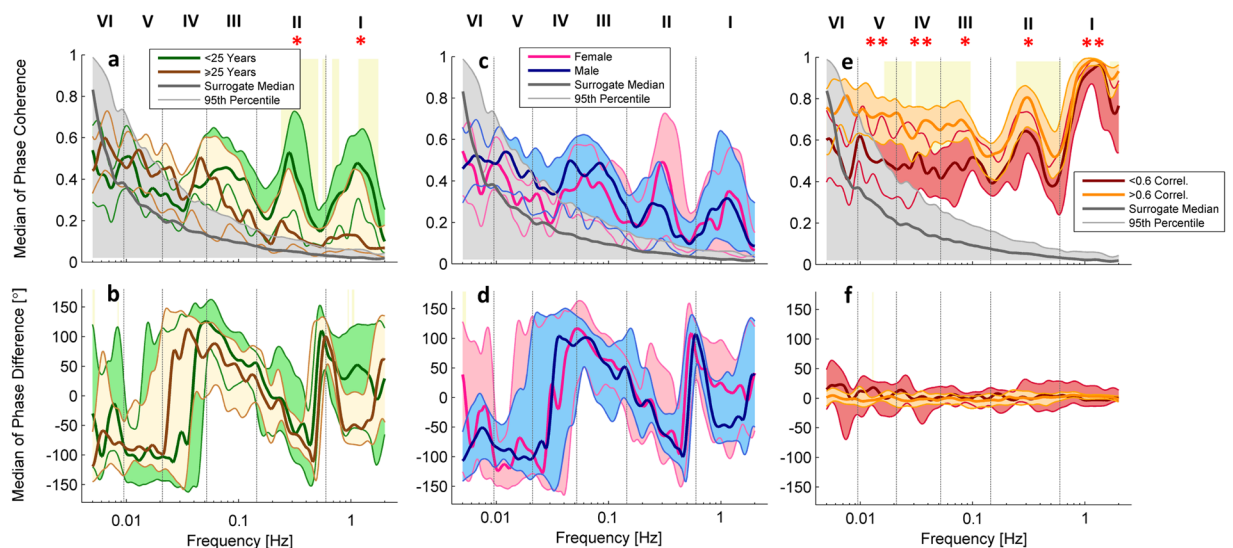 VI V IV III II I
* *
VI V IV III II I
VI V IV III II I
** ** * * **
Median of Phase Coherence
1
0.8
0.6
0.4
0.2
0
a
<25 Years
≥25 Years
Surrogate Median
95th Percentile
1
0.8
0.6
0.4
0.2
0
c
Female
Male
Surrogate Median
95th Percentile
1
0.8
0.6
0.4
0.2
0
e
<0.6 Correl.
>0.6 Correl.
Surrogate Median
95th Percentile
Median of Phase Difference [°]
150
100
50
0
-50
-100
-150
b
0.01 0.1 1
Frequency [Hz]
150
100
50
0
-50
-100
-150
d
0.01 0.1 1
Frequency [Hz]
150
100
50
0
-50
-100
-150
f
0.01 0.1 1
Frequency [Hz]